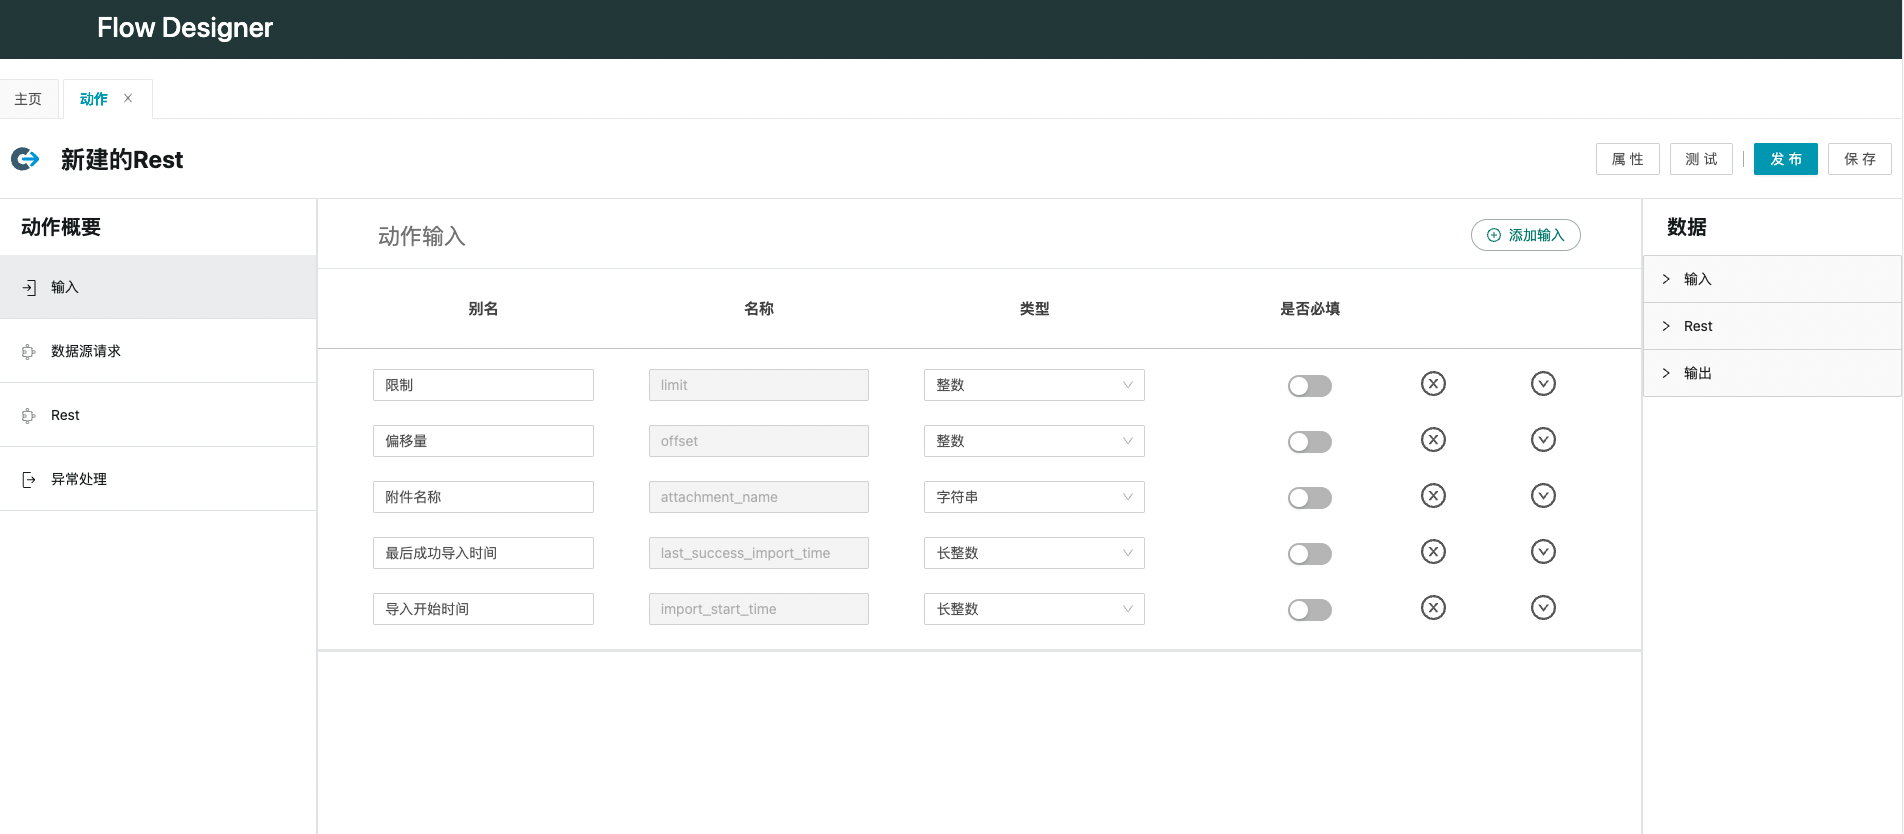 Flow Designer
主页 动作
新建的Rest
属性 测试 发布 保存
动作概要
输入
数据源请求
Rest
异常处理
动作输入 添加输入
别名 名称 类型 是否必填
限制 limit 整数
偏移量 offset 整数
附件名称 attachment_name 字符串
最后成功导入时间 last_success_import_time 长整数
导入开始时间 import_start_time 长整数
数据
输入
Rest
输出